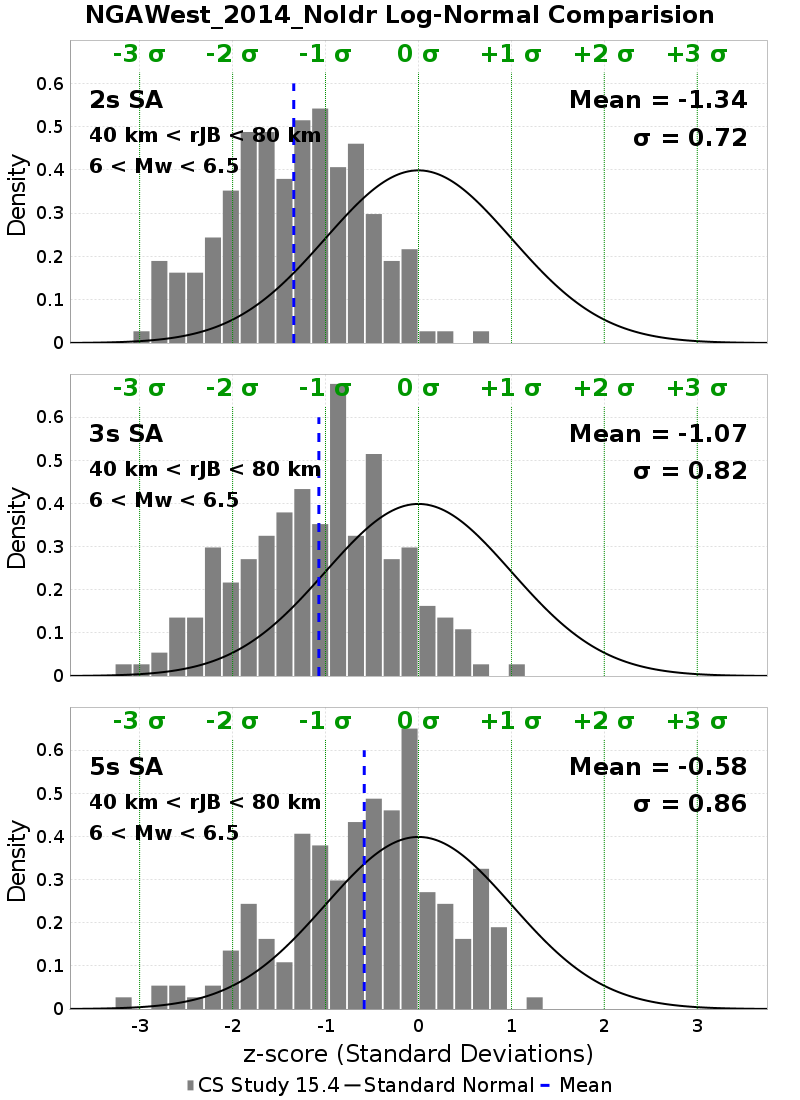 NGAWest_2014_NoIdr Log-Normal Comparision
-3 σ -2 σ -1 σ 0 σ +1 σ +2 σ +3 σ
0.6
2s SA Mean = -1.34
0.5
40 km < rJB < 80 km σ = 0.72
6 < Mw < 6.5
0.4
0.3
0.2
0.1
0
Density
-3 σ -2 σ -1 σ 0 σ +1 σ +2 σ +3 σ
0.6
3s SA Mean = -1.07
0.5
40 km < rJB < 80 km σ = 0.82
6 < Mw < 6.5
0.4
0.3
0.2
0.1
0
Density
-3 σ -2 σ -1 σ 0 σ +1 σ +2 σ +3 σ
0.6
5s SA Mean = -0.58
0.5
40 km < rJB < 80 km σ = 0.86
6 < Mw < 6.5
0.4
0.3
0.2
0.1
0
Density
-3 -2 -1 0 1 2 3
z-score (Standard Deviations)
CS Study 15.4 Standard Normal Mean